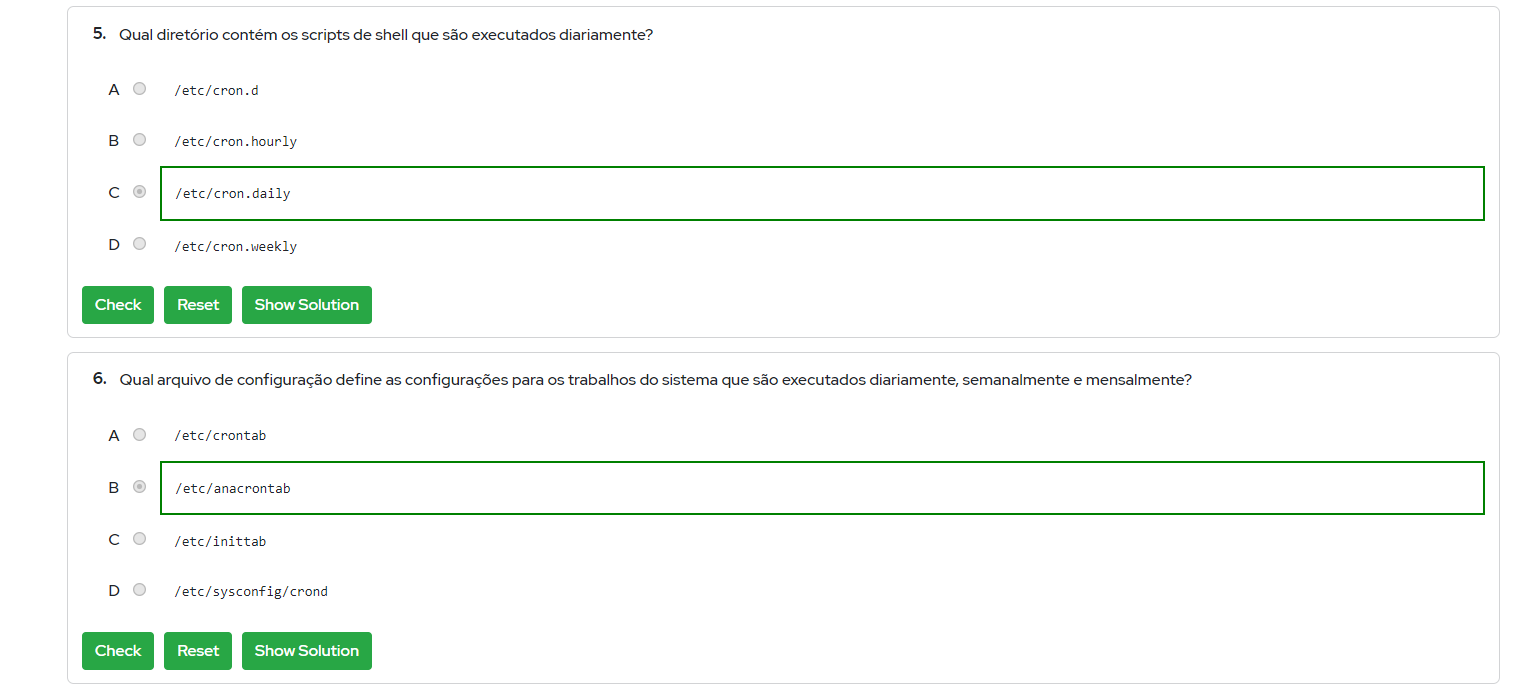 5. Qual diretório contém os scripts de shell que são executados diariamente?
A /etc/cron.d
B /etc/cron.hourly
C /etc/cron.daily
D /etc/cron.weekly
Check Reset Show Solution
6. Qual arquivo de configuração define as configurações para os trabalhos do sistema que são executados diariamente, semanalmente e mensalmente?
A /etc/crontab
B /etc/anacrontab
C /etc/inittab
D /etc/sysconfig/crond
Check Reset Show Solution